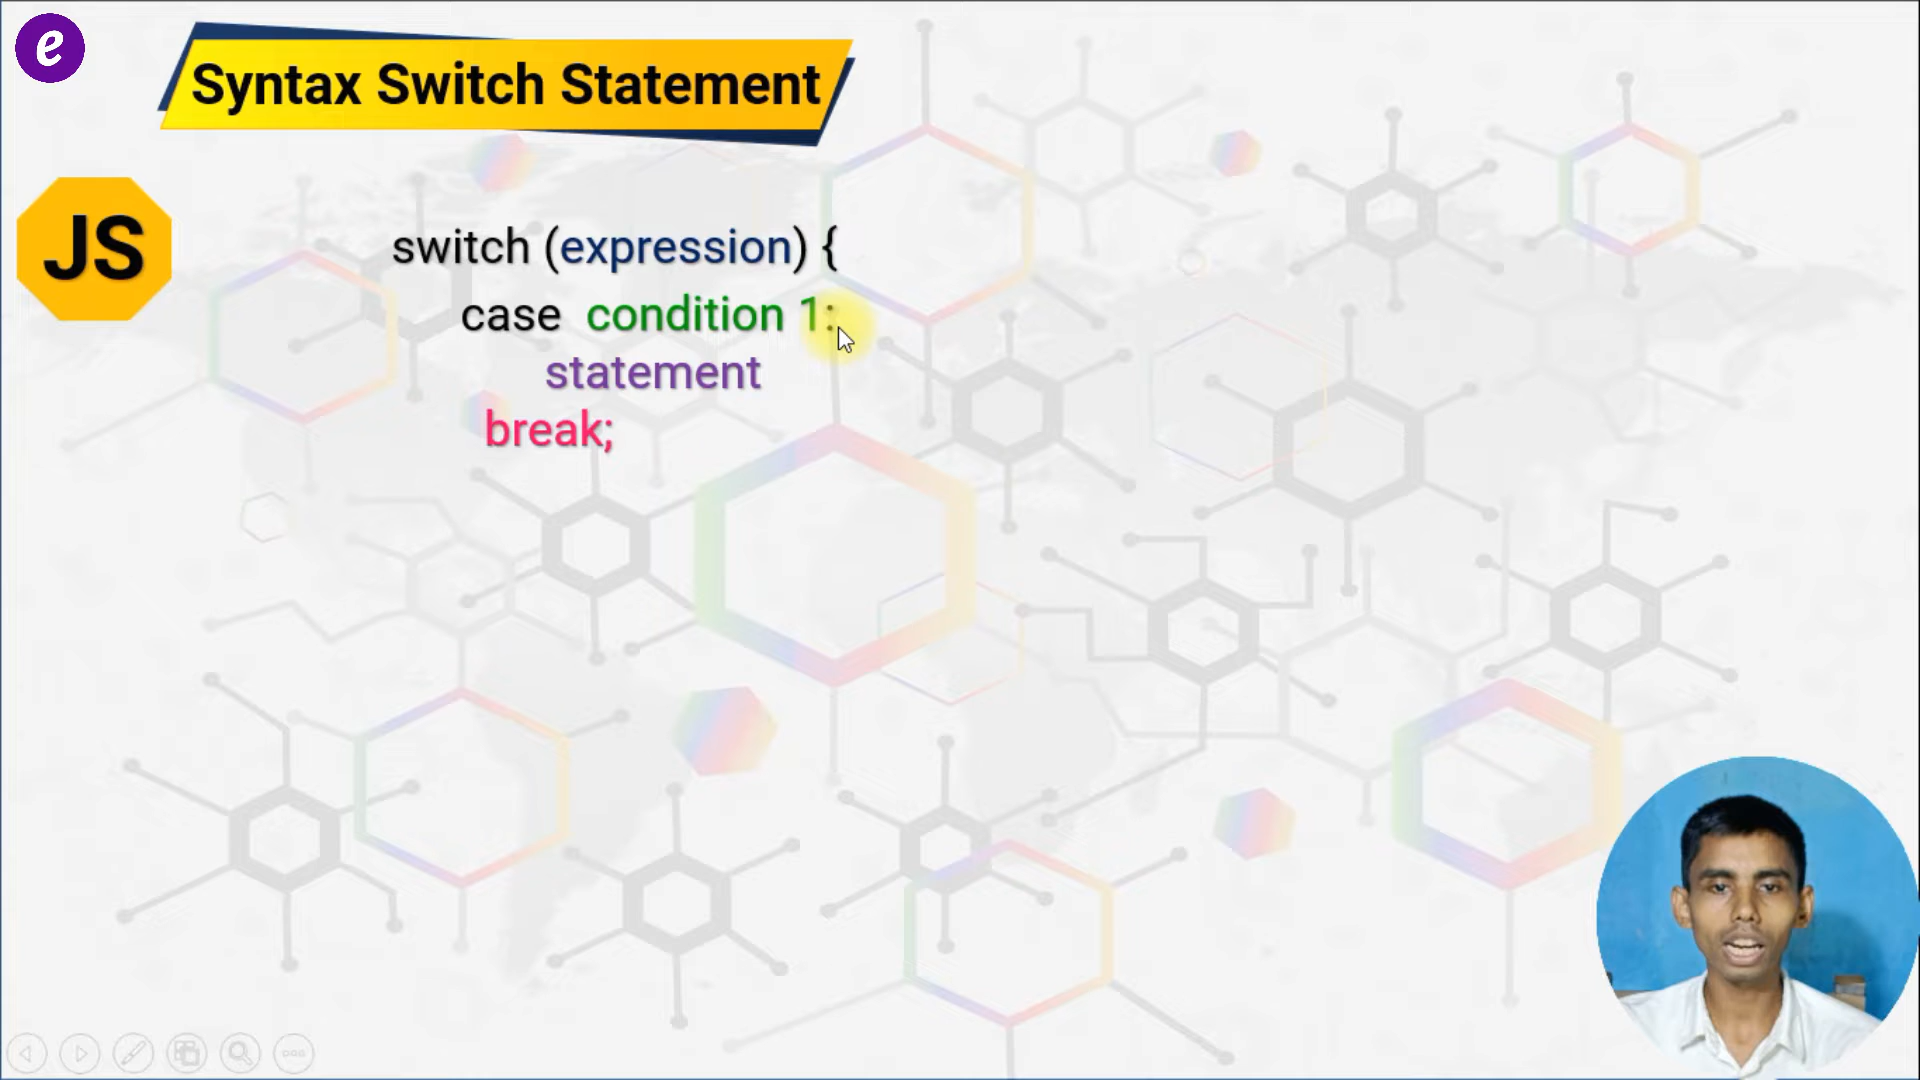 e
Syntax Switch Statement
JS
switch (expression) {
case condition 1:
statement
break;